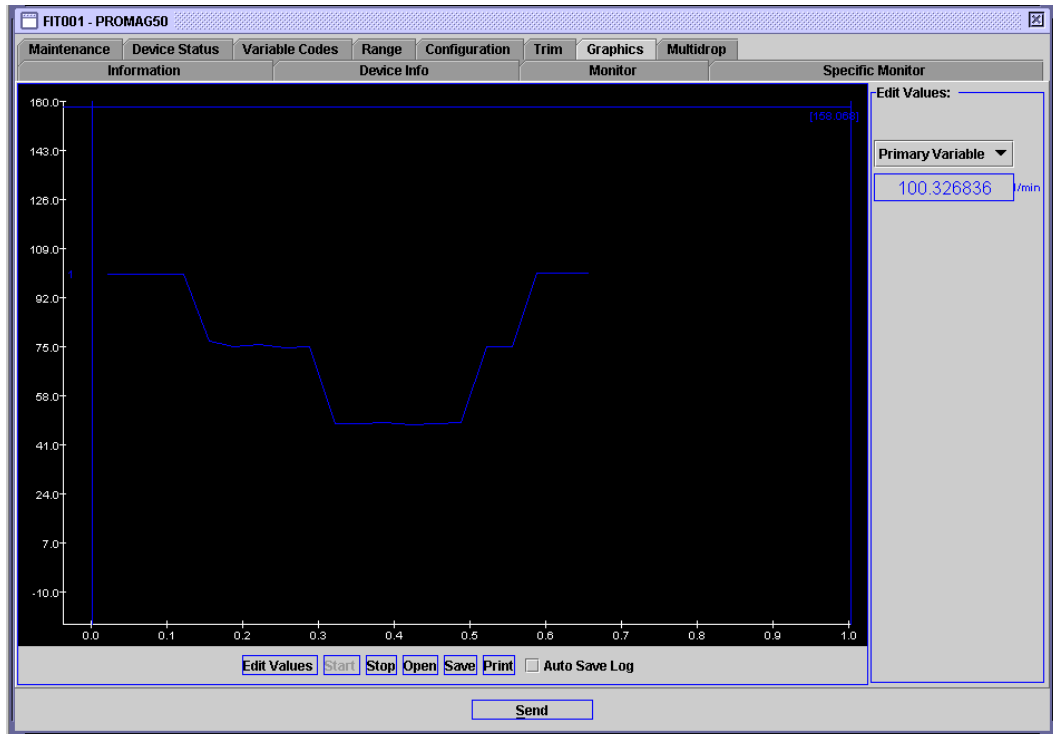 FIT001 - PROMAG50
Maintenance Device Status Variable Codes Range Configuration Trim Graphics Multidrop
Information Device Info Monitor Specific Monitor
Edit Values:
160.0
143.0
126.0
109.0
92.0
75.0
58.0
41.0
24.0
7.0
-10.0
1
0.0 0.1 0.2 0.3 0.4 0.5 0.6 0.7 0.8 0.9 1.0
Primary Variable
100.326836 l/min
Edit Values Start Stop Open Save Print Auto Save Log
Send